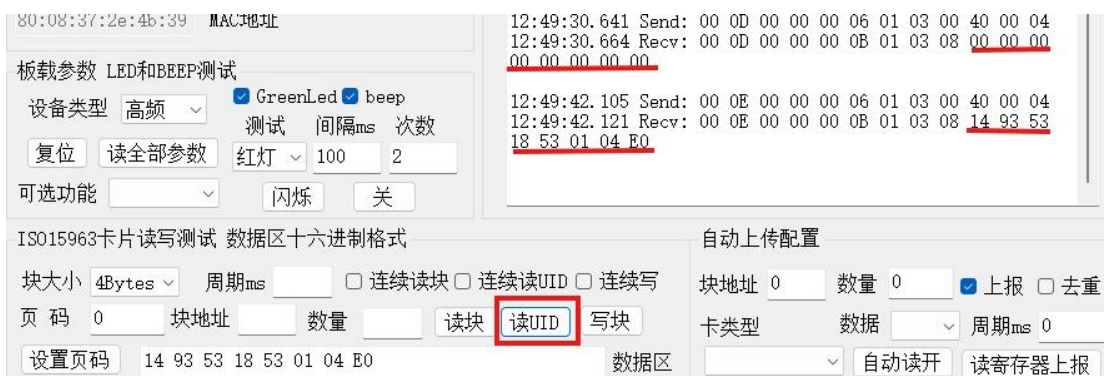 80:08:37:2e:4b:39 MAC地址
12:49:30.641 Send: 00 0D 00 00 00 06 01 03 00 40 00 04
12:49:30.664 Recv: 00 0D 00 00 00 0B 01 03 08 00 00 00
00 00 00 00 00
12:49:42.105 Send: 00 0E 00 00 00 06 01 03 00 40 00 04
12:49:42.121 Recv: 00 0E 00 00 00 0B 01 03 08 14 93 53
18 53 01 04 E0
板载参数 LED和BEEP测试
设备类型 高频 GreenLed beep
测试 间隔ms 次数
复位 读全部参数 红灯 100 2
可选功能 闪烁 关
ISO15963卡片读写测试 数据区十六进制格式
块大小 4Bytes 周期ms 连续读块 连续读UID 连续写
页 码 0 块地址 数量 读块 读UID 写块
设置页码 14 93 53 18 53 01 04 E0 数据区
自动上传配置
块地址 0 数量 0 上报 去重
卡类型 数据 周期ms 0
自动读开 读寄存器上报